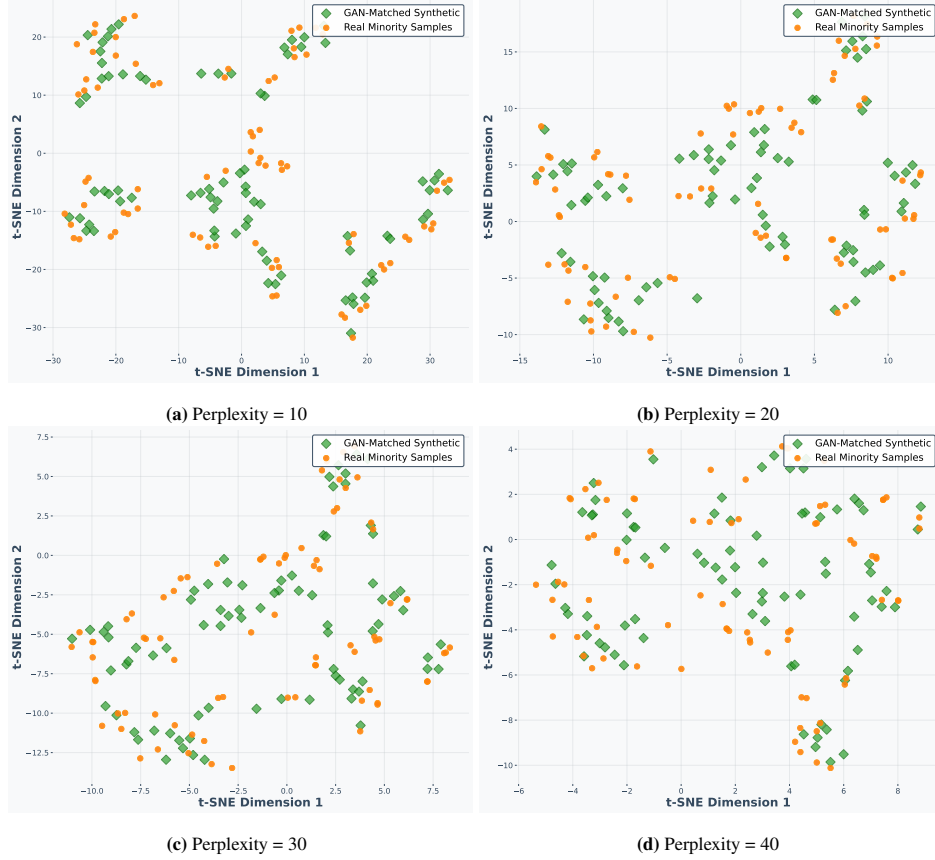 GAN-Matched Synthetic
Real Minority Samples
20
10
0
−10
−20
−30
t-SNE Dimension 2
−30
−20
−10
0
10
20
30
t-SNE Dimension 1
(a) Perplexity = 10
GAN-Matched Synthetic
Real Minority Samples
15
10
5
0
−5
−10
t-SNE Dimension 2
−15
−10
−5
0
5
10
t-SNE Dimension 1
(b) Perplexity = 20
GAN-Matched Synthetic
Real Minority Samples
7.5
5.0
2.5
0.0
−2.5
−5.0
−7.5
−10.0
−12.5
t-SNE Dimension 2
−10.0
−7.5
−5.0
−2.5
0.0
2.5
5.0
7.5
t-SNE Dimension 1
(c) Perplexity = 30
GAN-Matched Synthetic
Real Minority Samples
4
2
0
−2
−4
−6
−8
−10
t-SNE Dimension 2
−6
−4
−2
0
2
4
6
8
t-SNE Dimension 1
(d) Perplexity = 40